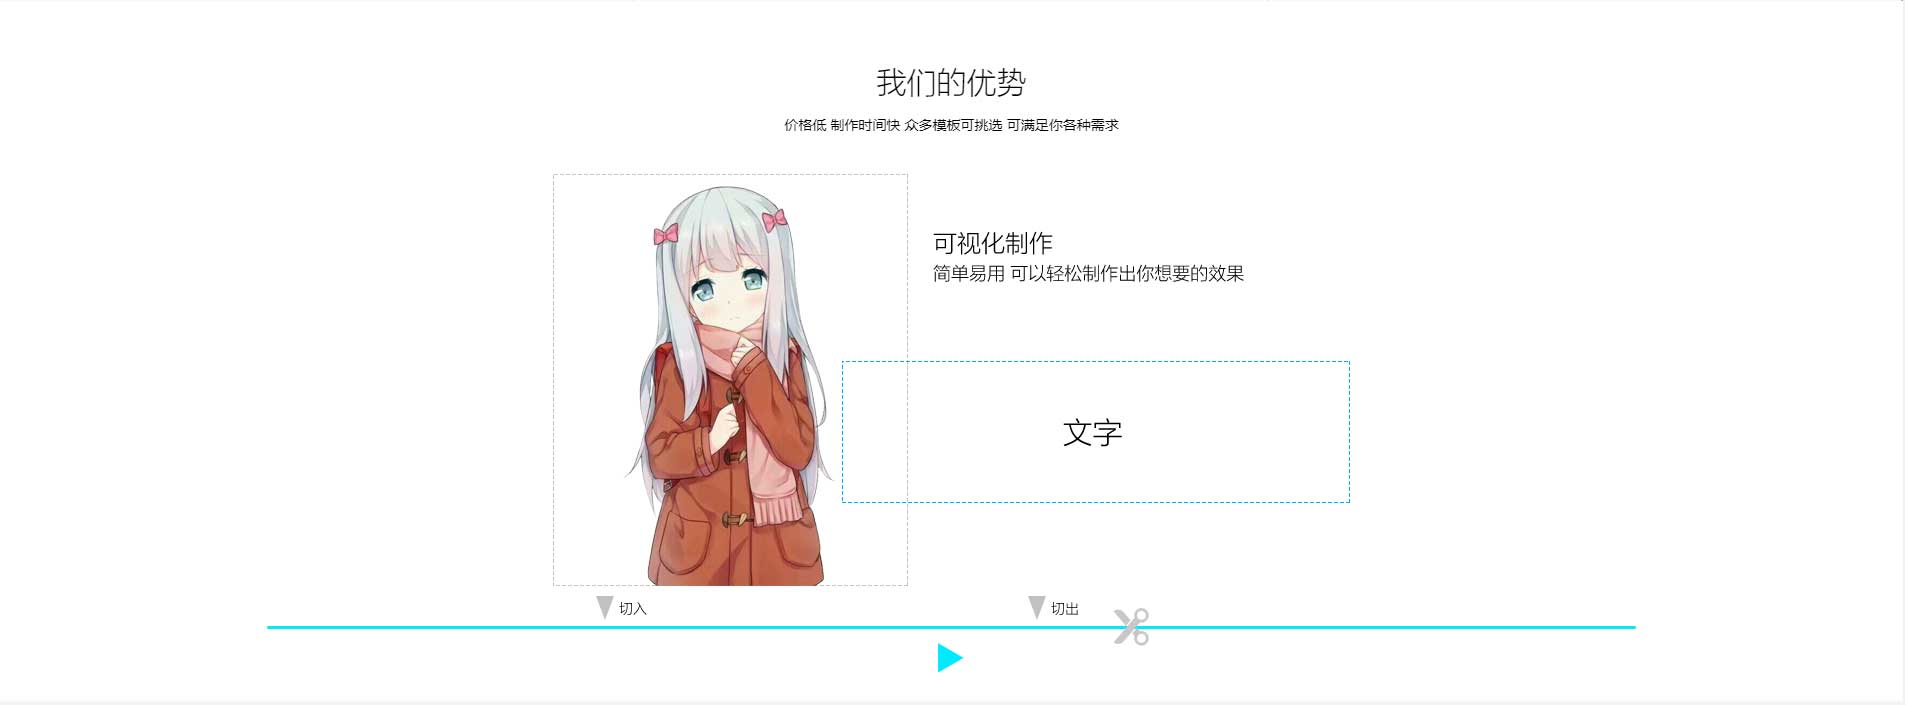 我们的优势
价格低 制作时间快 众多模板可挑选 可满足你各种需求
可视化制作
简单易用 可以轻松制作出你想要的效果
文字
切入
切出